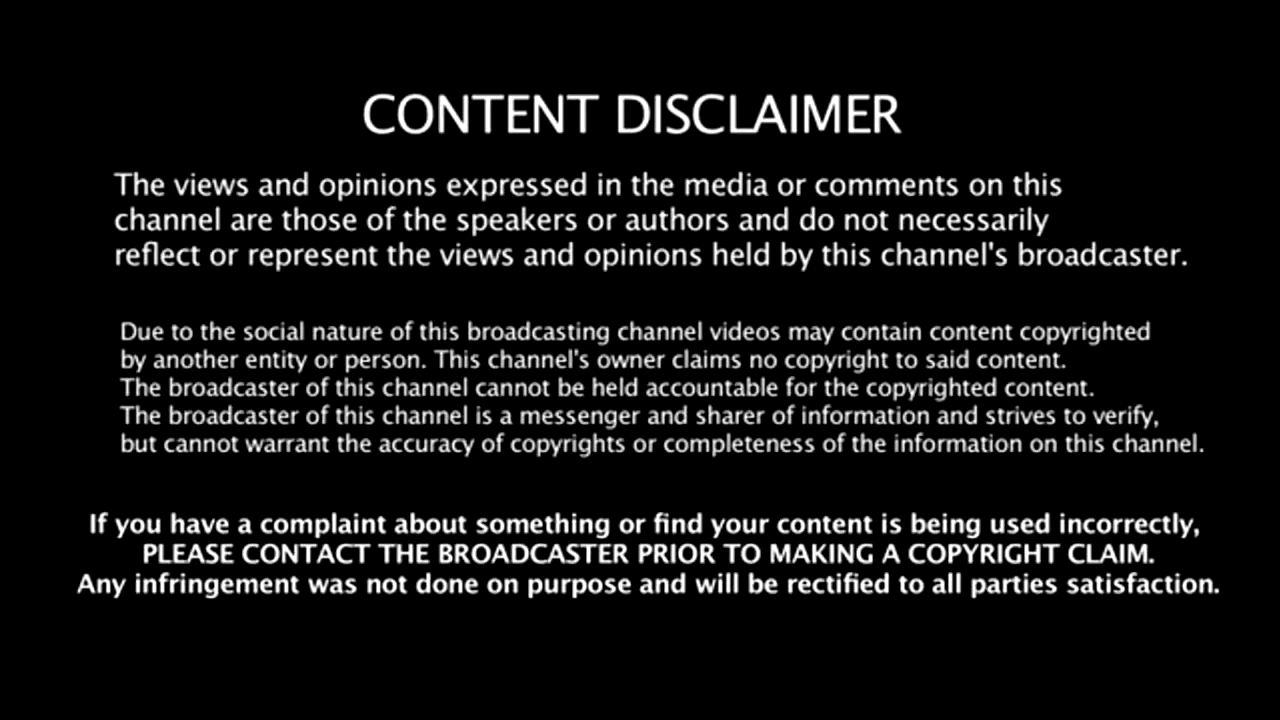 CONTENT DISCLAIMER
The views and opinions expressed in the media or comments on this
channel are those of the speakers or authors and do not necessarily
reflect or represent the views and opinions held by this channel's broadcaster.
Due to the social nature of this broadcasting channel videos may contain content copyrighted
by another entity or person. This channel's owner claims no copyright to said content.
The broadcaster of this channel cannot be held accountable for the copyrighted content.
The broadcaster of this channel is a messenger and sharer of information and strives to verify,
but cannot warrant the accuracy of copyrights or completeness of the information on this channel.
If you have a complaint about something or find your content is being used incorrectly,
PLEASE CONTACT THE BROADCASTER PRIOR TO MAKING A COPYRIGHT CLAIM.
Any infringement was not done on purpose and will be rectified to all parties satisfaction.